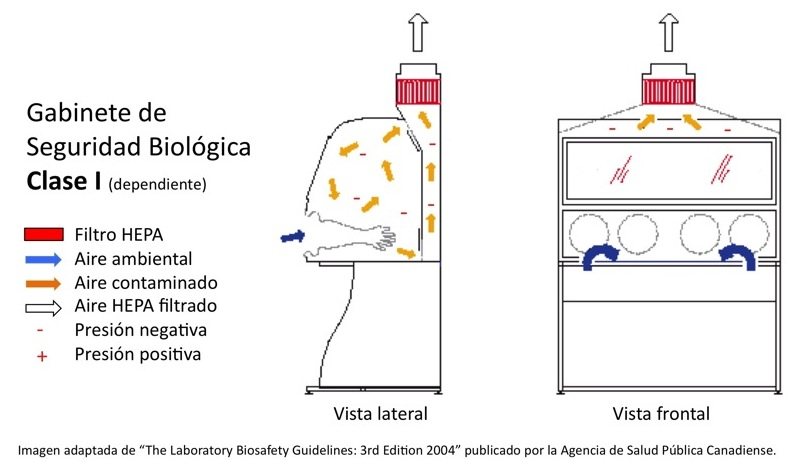 Gabinete de
Seguridad Biológica
Clase I (dependiente)
Filtro HEPA
Aire ambiental
Aire contaminado
Aire HEPA filtrado
- Presión negativa
+ Presión positiva
Vista lateral
Vista frontal
Imagen adaptada de “The Laboratory Biosafety Guidelines: 3rd Edition 2004” publicado por la Agencia de Salud Pública Canadiense.